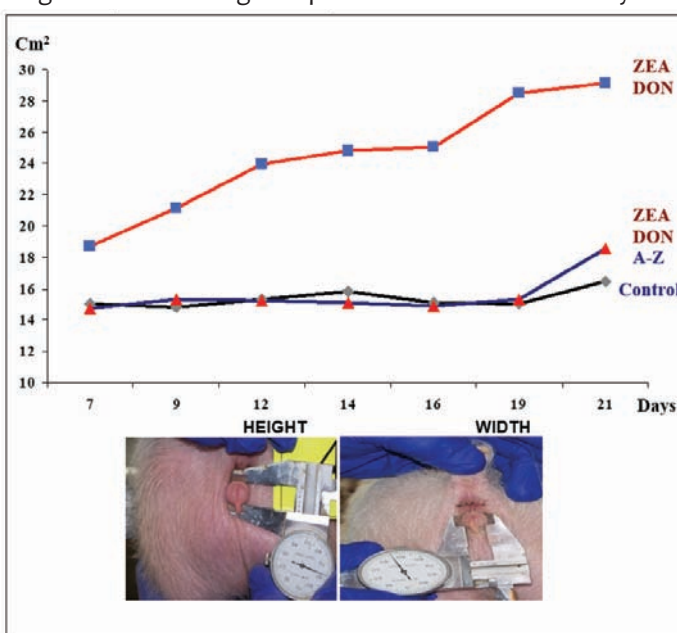 Cm²
30
28
26
24
22
20
18
16
14
12
10
ZEA
DON
ZEA
DON
A-Z
Control
7 9 12 14 16 19 21 Days
HEIGHT
WIDTH